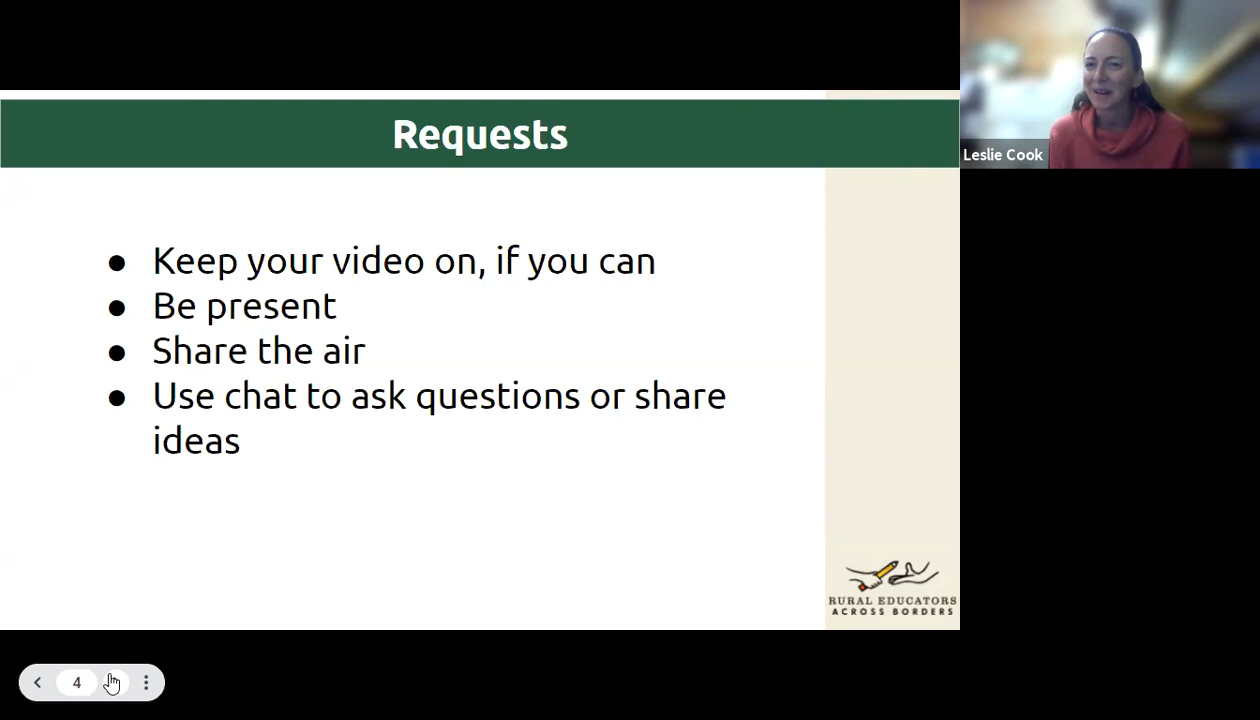 Requests
Leslie Cook
● Keep your video on, if you can
● Be present
● Share the air
● Use chat to ask questions or share
ideas
RURAL EDUCATORS
ACROSS BORDERS
4